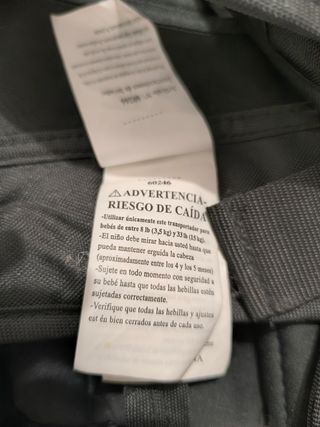 60246
⚠ ADVERTENCIA-
RIESGO DE CAÍDA
-Utilizar únicamente este transportador para
bebés de entre 8 lb (3,5 kg) y 33 lb (15 kg).
-El niño debe mirar hacia usted hasta que
pueda mantener erguida la cabeza
(aproximadamente entre los 4 y los 5 meses)
-Sujete en todo momento con seguridad a
su bebé hasta que todas las hebillas estén
sujetadas correctamente.
-Verifique que todas las hebillas y ajustes
est én bien cerrados antes de cada uso.